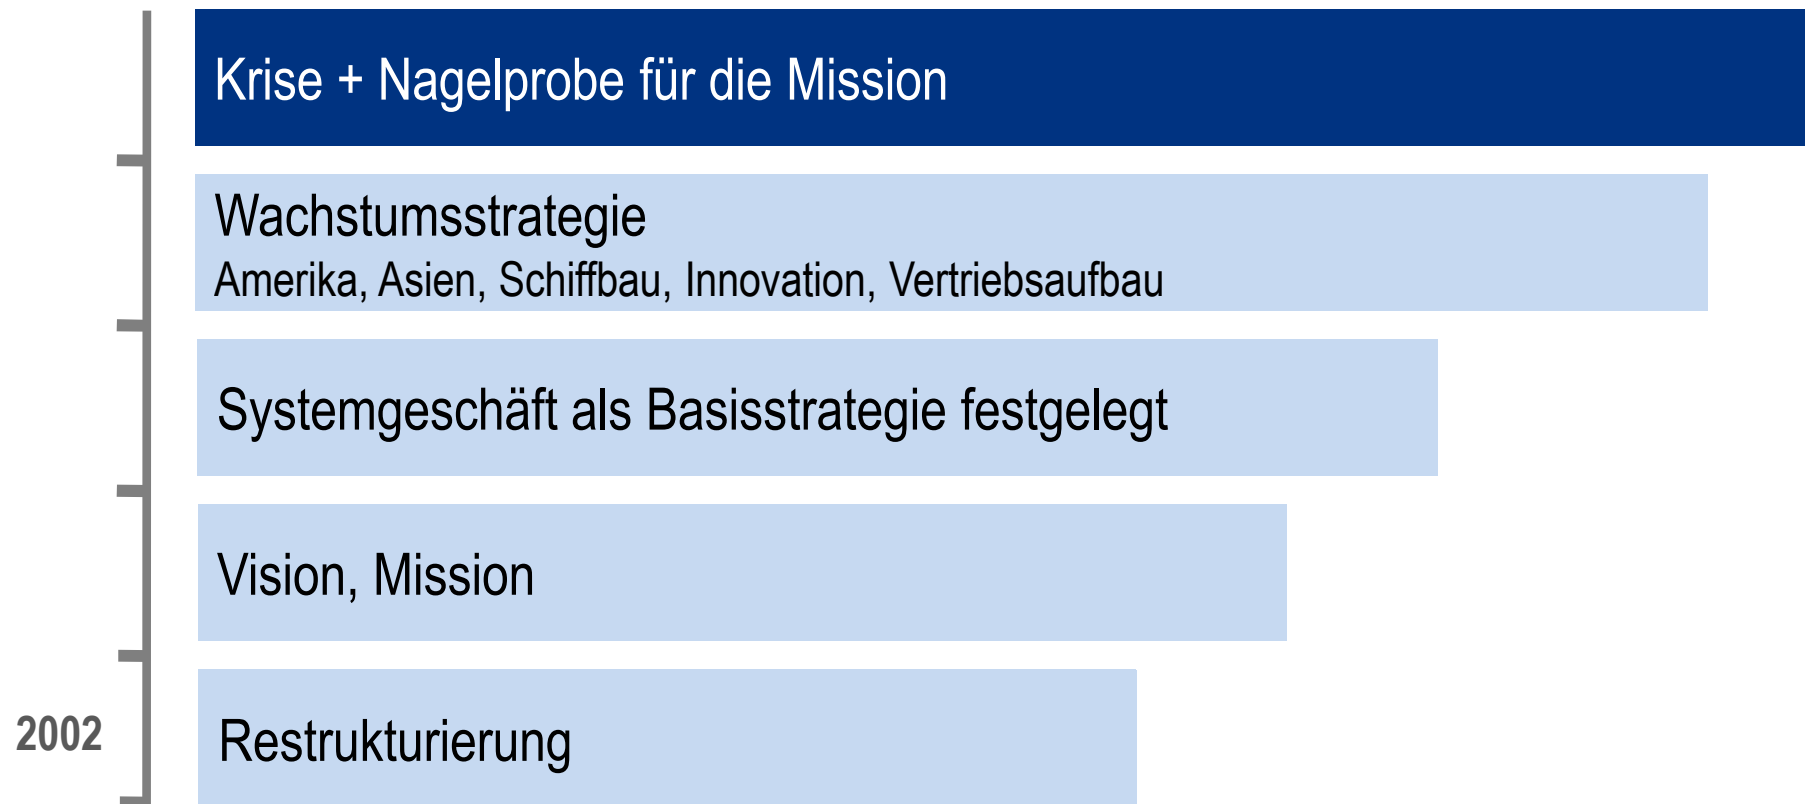 Krise + Nagelprobe für die Mission
Wachstumsstrategie
Amerika, Asien, Schiffbau, Innovation, Vertriebsaufbau
Systemgeschäft als Basisstrategie festgelegt
Vision, Mission
2002
Restrukturierung